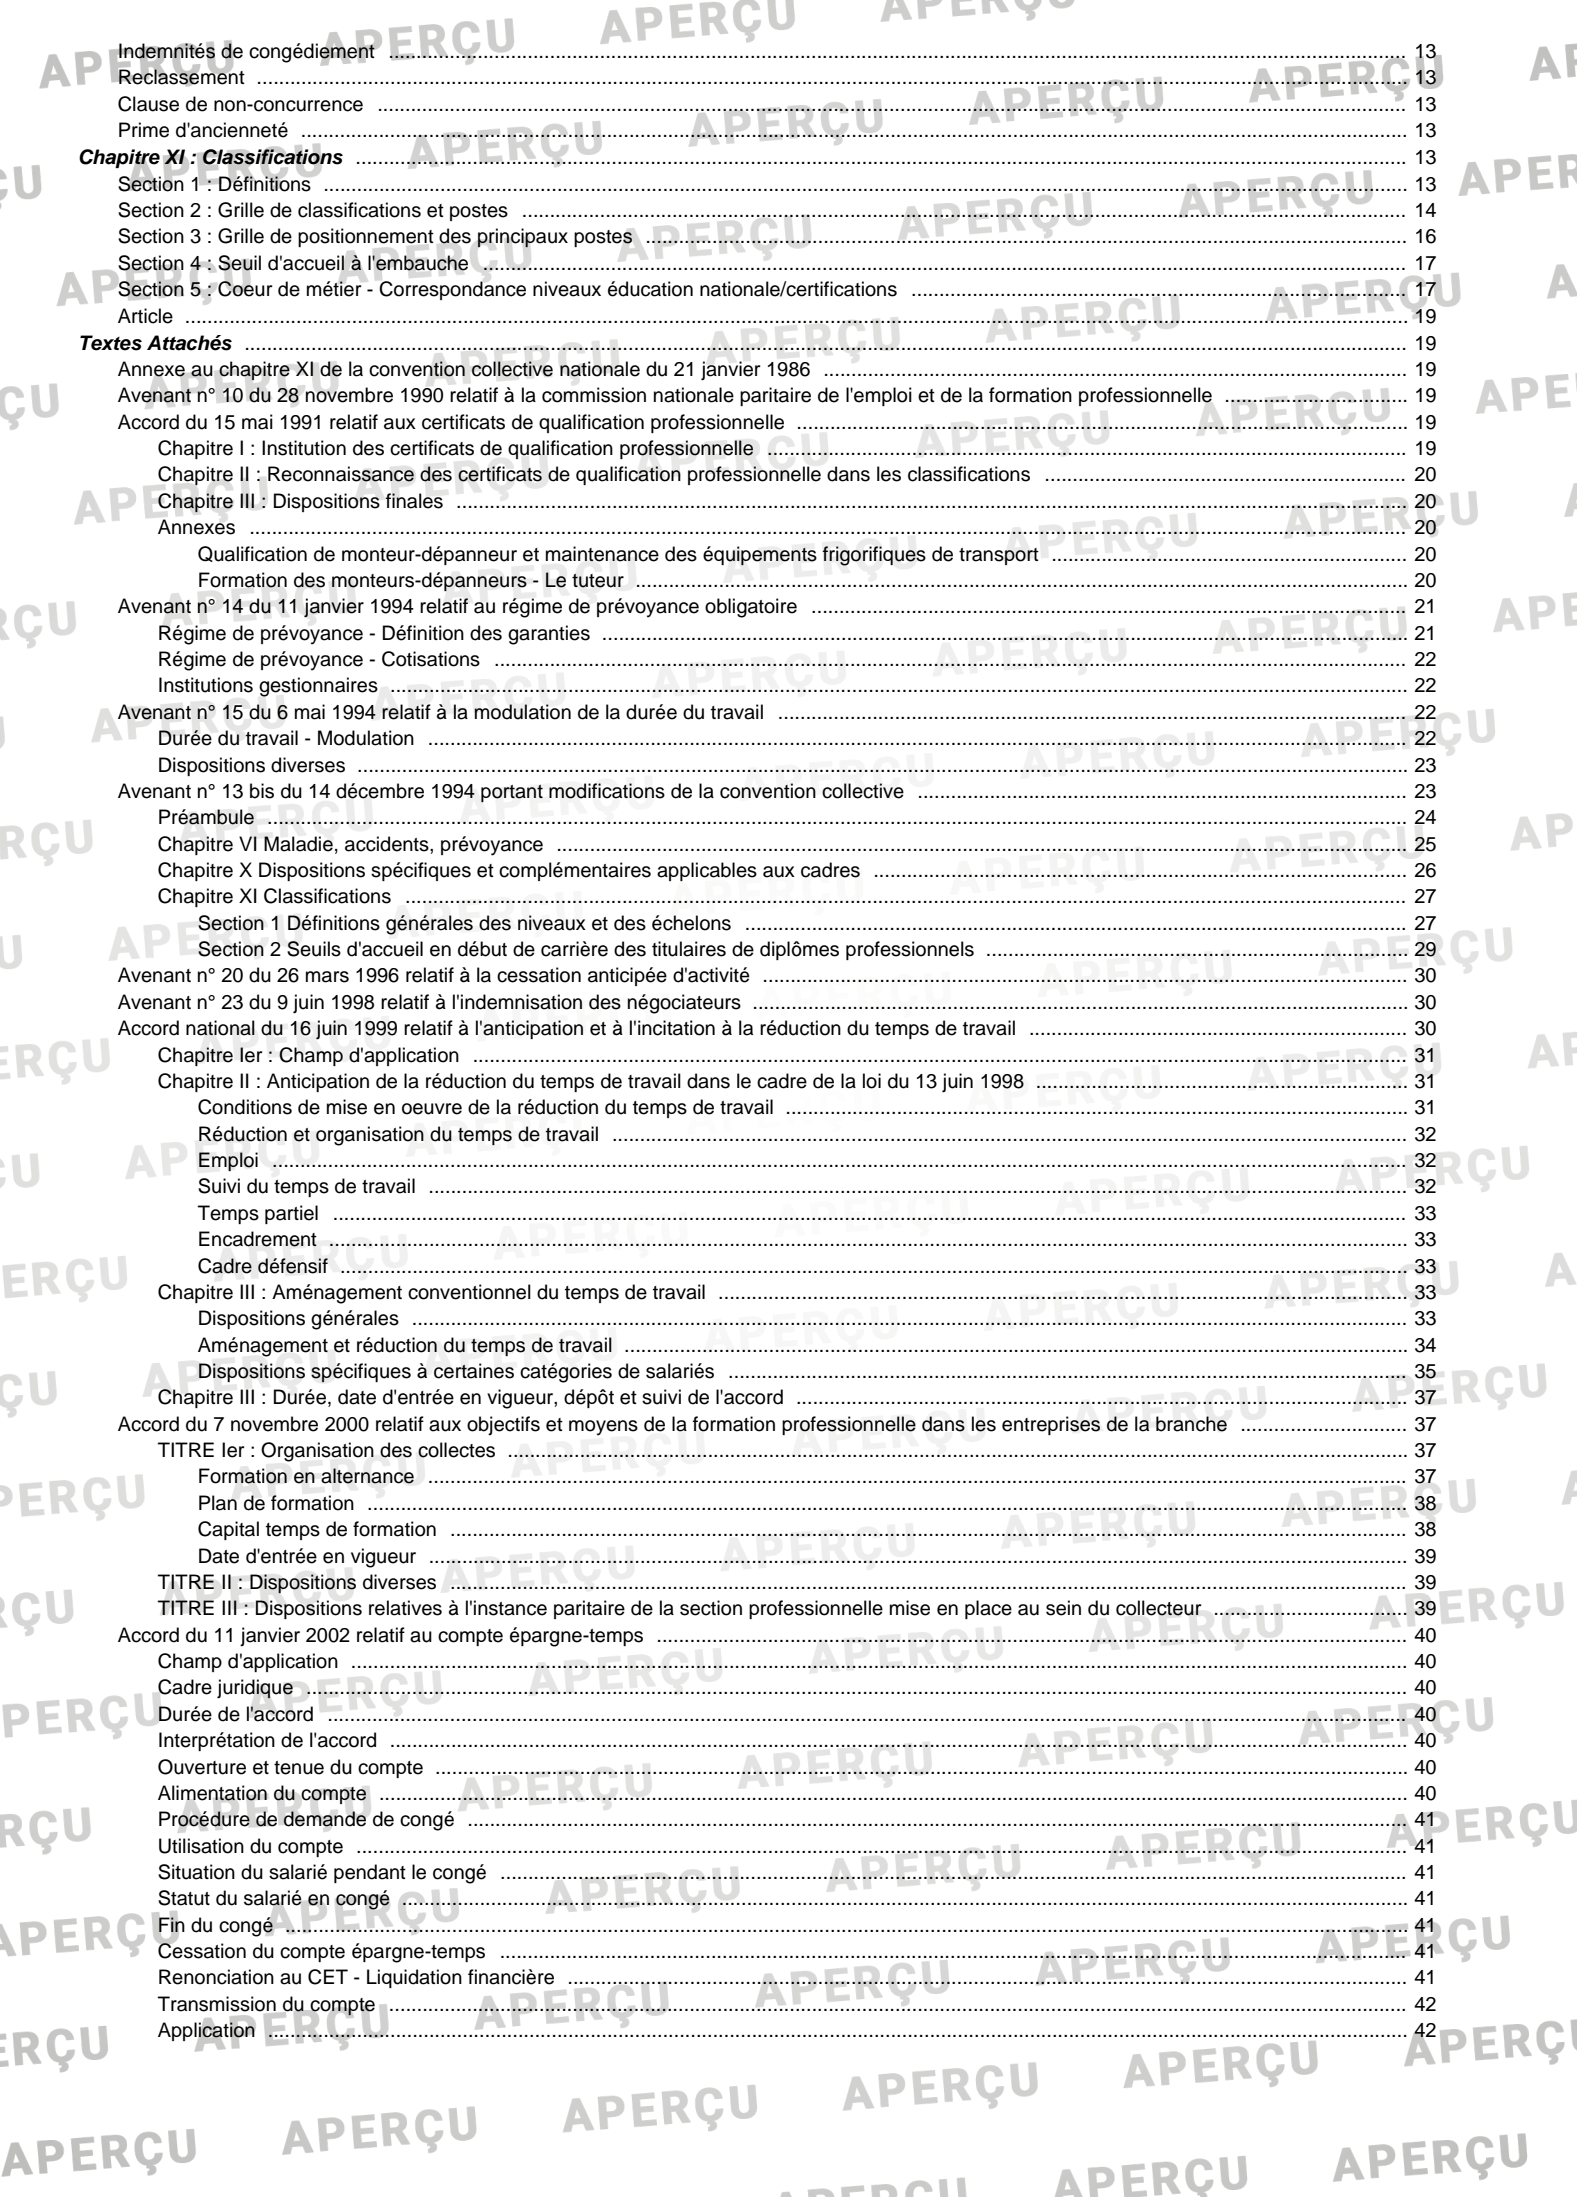 Indemnités de congédiement ........ 13
Reclassement ........ 13
Clause de non-concurrence ........ 13
Prime d'ancienneté ........ 13
Chapitre XI : Classifications ........ 13
Section 1 : Définitions ........ 13
Section 2 : Grille de classifications et postes ........ 14
Section 3 : Grille de positionnement des principaux postes ........ 16
Section 4 : Seuil d'accueil à l'embauche ........ 17
Section 5 : Coeur de métier - Correspondance niveaux éducation nationale/certifications ........ 17
Article ........ 19
Textes Attachés ........ 19
Annexe au chapitre XI de la convention collective nationale du 21 janvier 1986 ........ 19
Avenant n° 10 du 28 novembre 1990 relatif à la commission nationale paritaire de l'emploi et de la formation professionnelle ........ 19
Accord du 15 mai 1991 relatif aux certificats de qualification professionnelle ........ 19
Chapitre I : Institution des certificats de qualification professionnelle ........ 19
Chapitre II : Reconnaissance des certificats de qualification professionnelle dans les classifications ........ 20
Chapitre III : Dispositions finales ........ 20
Annexes ........ 20
Qualification de monteur-dépanneur et maintenance des équipements frigorifiques de transport ........ 20
Formation des monteurs-dépanneurs - Le tuteur ........ 20
Avenant n° 14 du 11 janvier 1994 relatif au régime de prévoyance obligatoire ........ 21
Régime de prévoyance - Définition des garanties ........ 21
Régime de prévoyance - Cotisations ........ 22
Institutions gestionnaires ........ 22
Avenant n° 15 du 6 mai 1994 relatif à la modulation de la durée du travail ........ 22
Durée du travail - Modulation ........ 22
Dispositions diverses ........ 23
Avenant n° 13 bis du 14 décembre 1994 portant modifications de la convention collective ........ 23
Préambule ........ 24
Chapitre VI Maladie, accidents, prévoyance ........ 25
Chapitre X Dispositions spécifiques et complémentaires applicables aux cadres ........ 26
Chapitre XI Classifications ........ 27
Section 1 Définitions générales des niveaux et des échelons ........ 27
Section 2 Seuils d'accueil en début de carrière des titulaires de diplômes professionnels ........ 29
Avenant n° 20 du 26 mars 1996 relatif à la cessation anticipée d'activité ........ 30
Avenant n° 23 du 9 juin 1998 relatif à l'indemnisation des négociateurs ........ 30
Accord national du 16 juin 1999 relatif à l'anticipation et à l'incitation à la réduction du temps de travail ........ 30
Chapitre Ier : Champ d'application ........ 31
Chapitre II : Anticipation de la réduction du temps de travail dans le cadre de la loi du 13 juin 1998 ........ 31
Conditions de mise en oeuvre de la réduction du temps de travail ........ 31
Réduction et organisation du temps de travail ........ 32
Emploi ........ 32
Suivi du temps de travail ........ 32
Temps partiel ........ 33
Encadrement ........ 33
Cadre défensif ........ 33
Chapitre III : Aménagement conventionnel du temps de travail ........ 33
Dispositions générales ........ 33
Aménagement et réduction du temps de travail ........ 34
Dispositions spécifiques à certaines catégories de salariés ........ 35
Chapitre III : Durée, date d'entrée en vigueur, dépôt et suivi de l'accord ........ 37
Accord du 7 novembre 2000 relatif aux objectifs et moyens de la formation professionnelle dans les entreprises de la branche ........ 37
TITRE Ier : Organisation des collectes ........ 37
Formation en alternance ........ 37
Plan de formation ........ 38
Capital temps de formation ........ 38
Date d'entrée en vigueur ........ 39
TITRE II : Dispositions diverses ........ 39
TITRE III : Dispositions relatives à l'instance paritaire de la section professionnelle mise en place au sein du collecteur ........ 39
Accord du 11 janvier 2002 relatif au compte épargne-temps ........ 40
Champ d'application ........ 40
Cadre juridique ........ 40
Durée de l'accord ........ 40
Interprétation de l'accord ........ 40
Ouverture et tenue du compte ........ 40
Alimentation du compte ........ 40
Procédure de demande de congé ........ 41
Utilisation du compte ........ 41
Situation du salarié pendant le congé ........ 41
Statut du salarié en congé ........ 41
Fin du congé ........ 41
Cessation du compte épargne-temps ........ 41
Renonciation au CET - Liquidation financière ........ 41
Transmission du compte ........ 42
Application ........ 42
APERÇU